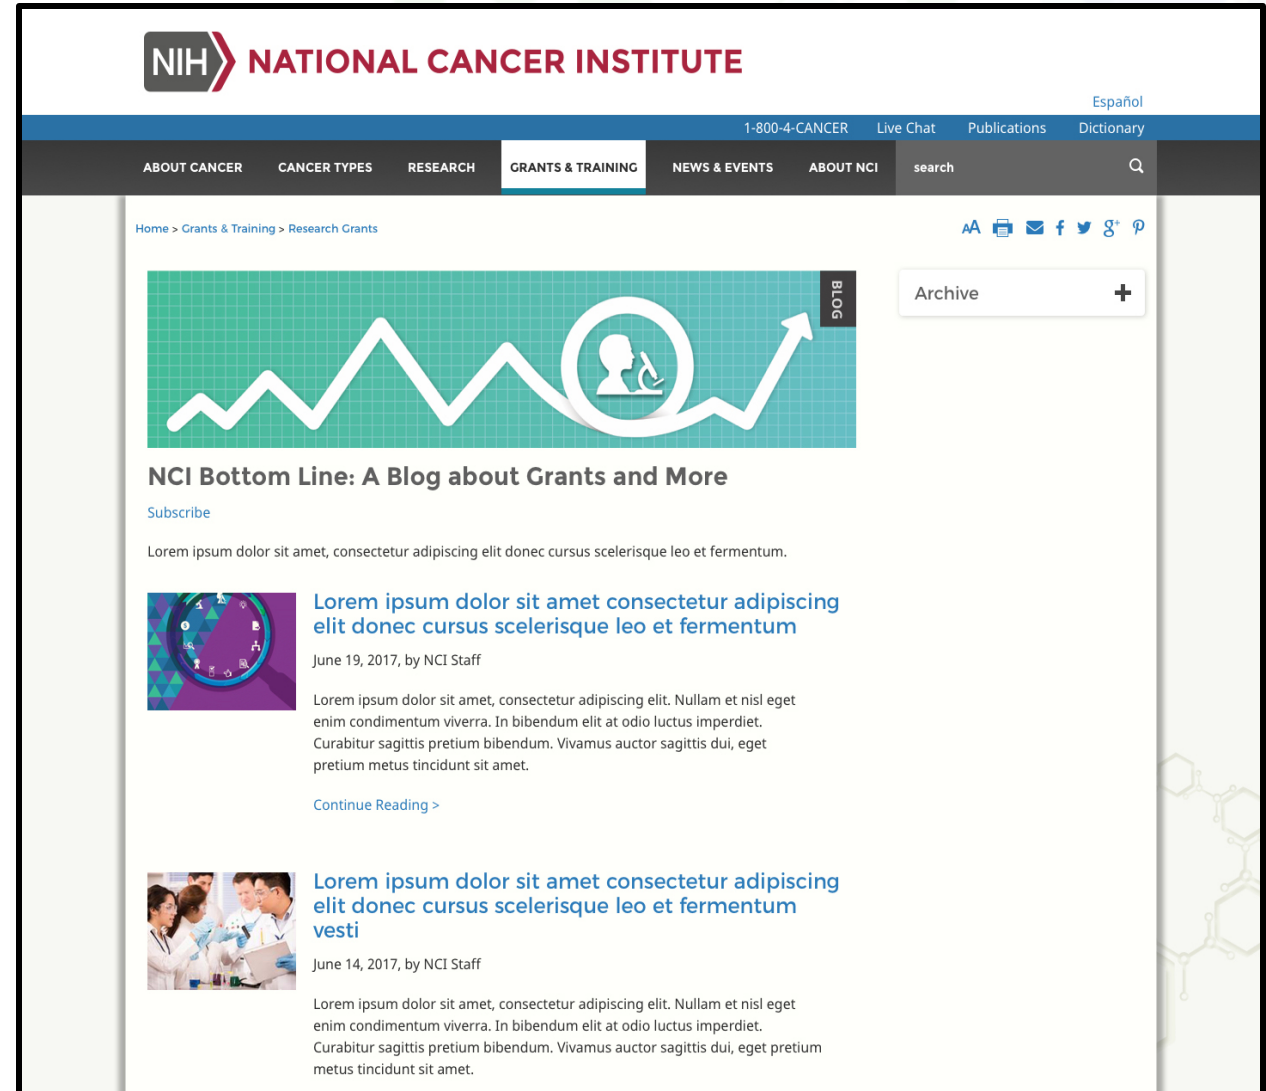 NIH NATIONAL CANCER INSTITUTE
Español
1-800-4-CANCER Live Chat Publications Dictionary
ABOUT CANCER CANCER TYPES RESEARCH GRANTS & TRAINING NEWS & EVENTS ABOUT NCI search
Home > Grants & Training > Research Grants
AA
BLOG
Archive
NCI Bottom Line: A Blog about Grants and More
Subscribe
Lorem ipsum dolor sit amet, consectetur adipiscing elit donec cursus scelerisque leo et fermentum.
Lorem ipsum dolor sit amet consectetur adipiscing
elit donec cursus scelerisque leo et fermentum
June 19, 2017, by NCI Staff
Lorem ipsum dolor sit amet, consectetur adipiscing elit. Nullam et nisl eget
enim condimentum viverra. In bibendum elit at odio luctus imperdiet.
Curabitur sagittis pretium bibendum. Vivamus auctor sagittis dui, eget
pretium metus tincidunt sit amet.
Continue Reading >
Lorem ipsum dolor sit amet consectetur adipiscing
elit donec cursus scelerisque leo et fermentum
vesti
June 14, 2017, by NCI Staff
Lorem ipsum dolor sit amet, consectetur adipiscing elit. Nullam et nisl eget
enim condimentum viverra. In bibendum elit at odio luctus imperdiet.
Curabitur sagittis pretium bibendum. Vivamus auctor sagittis dui, eget pretium
metus tincidunt sit amet.